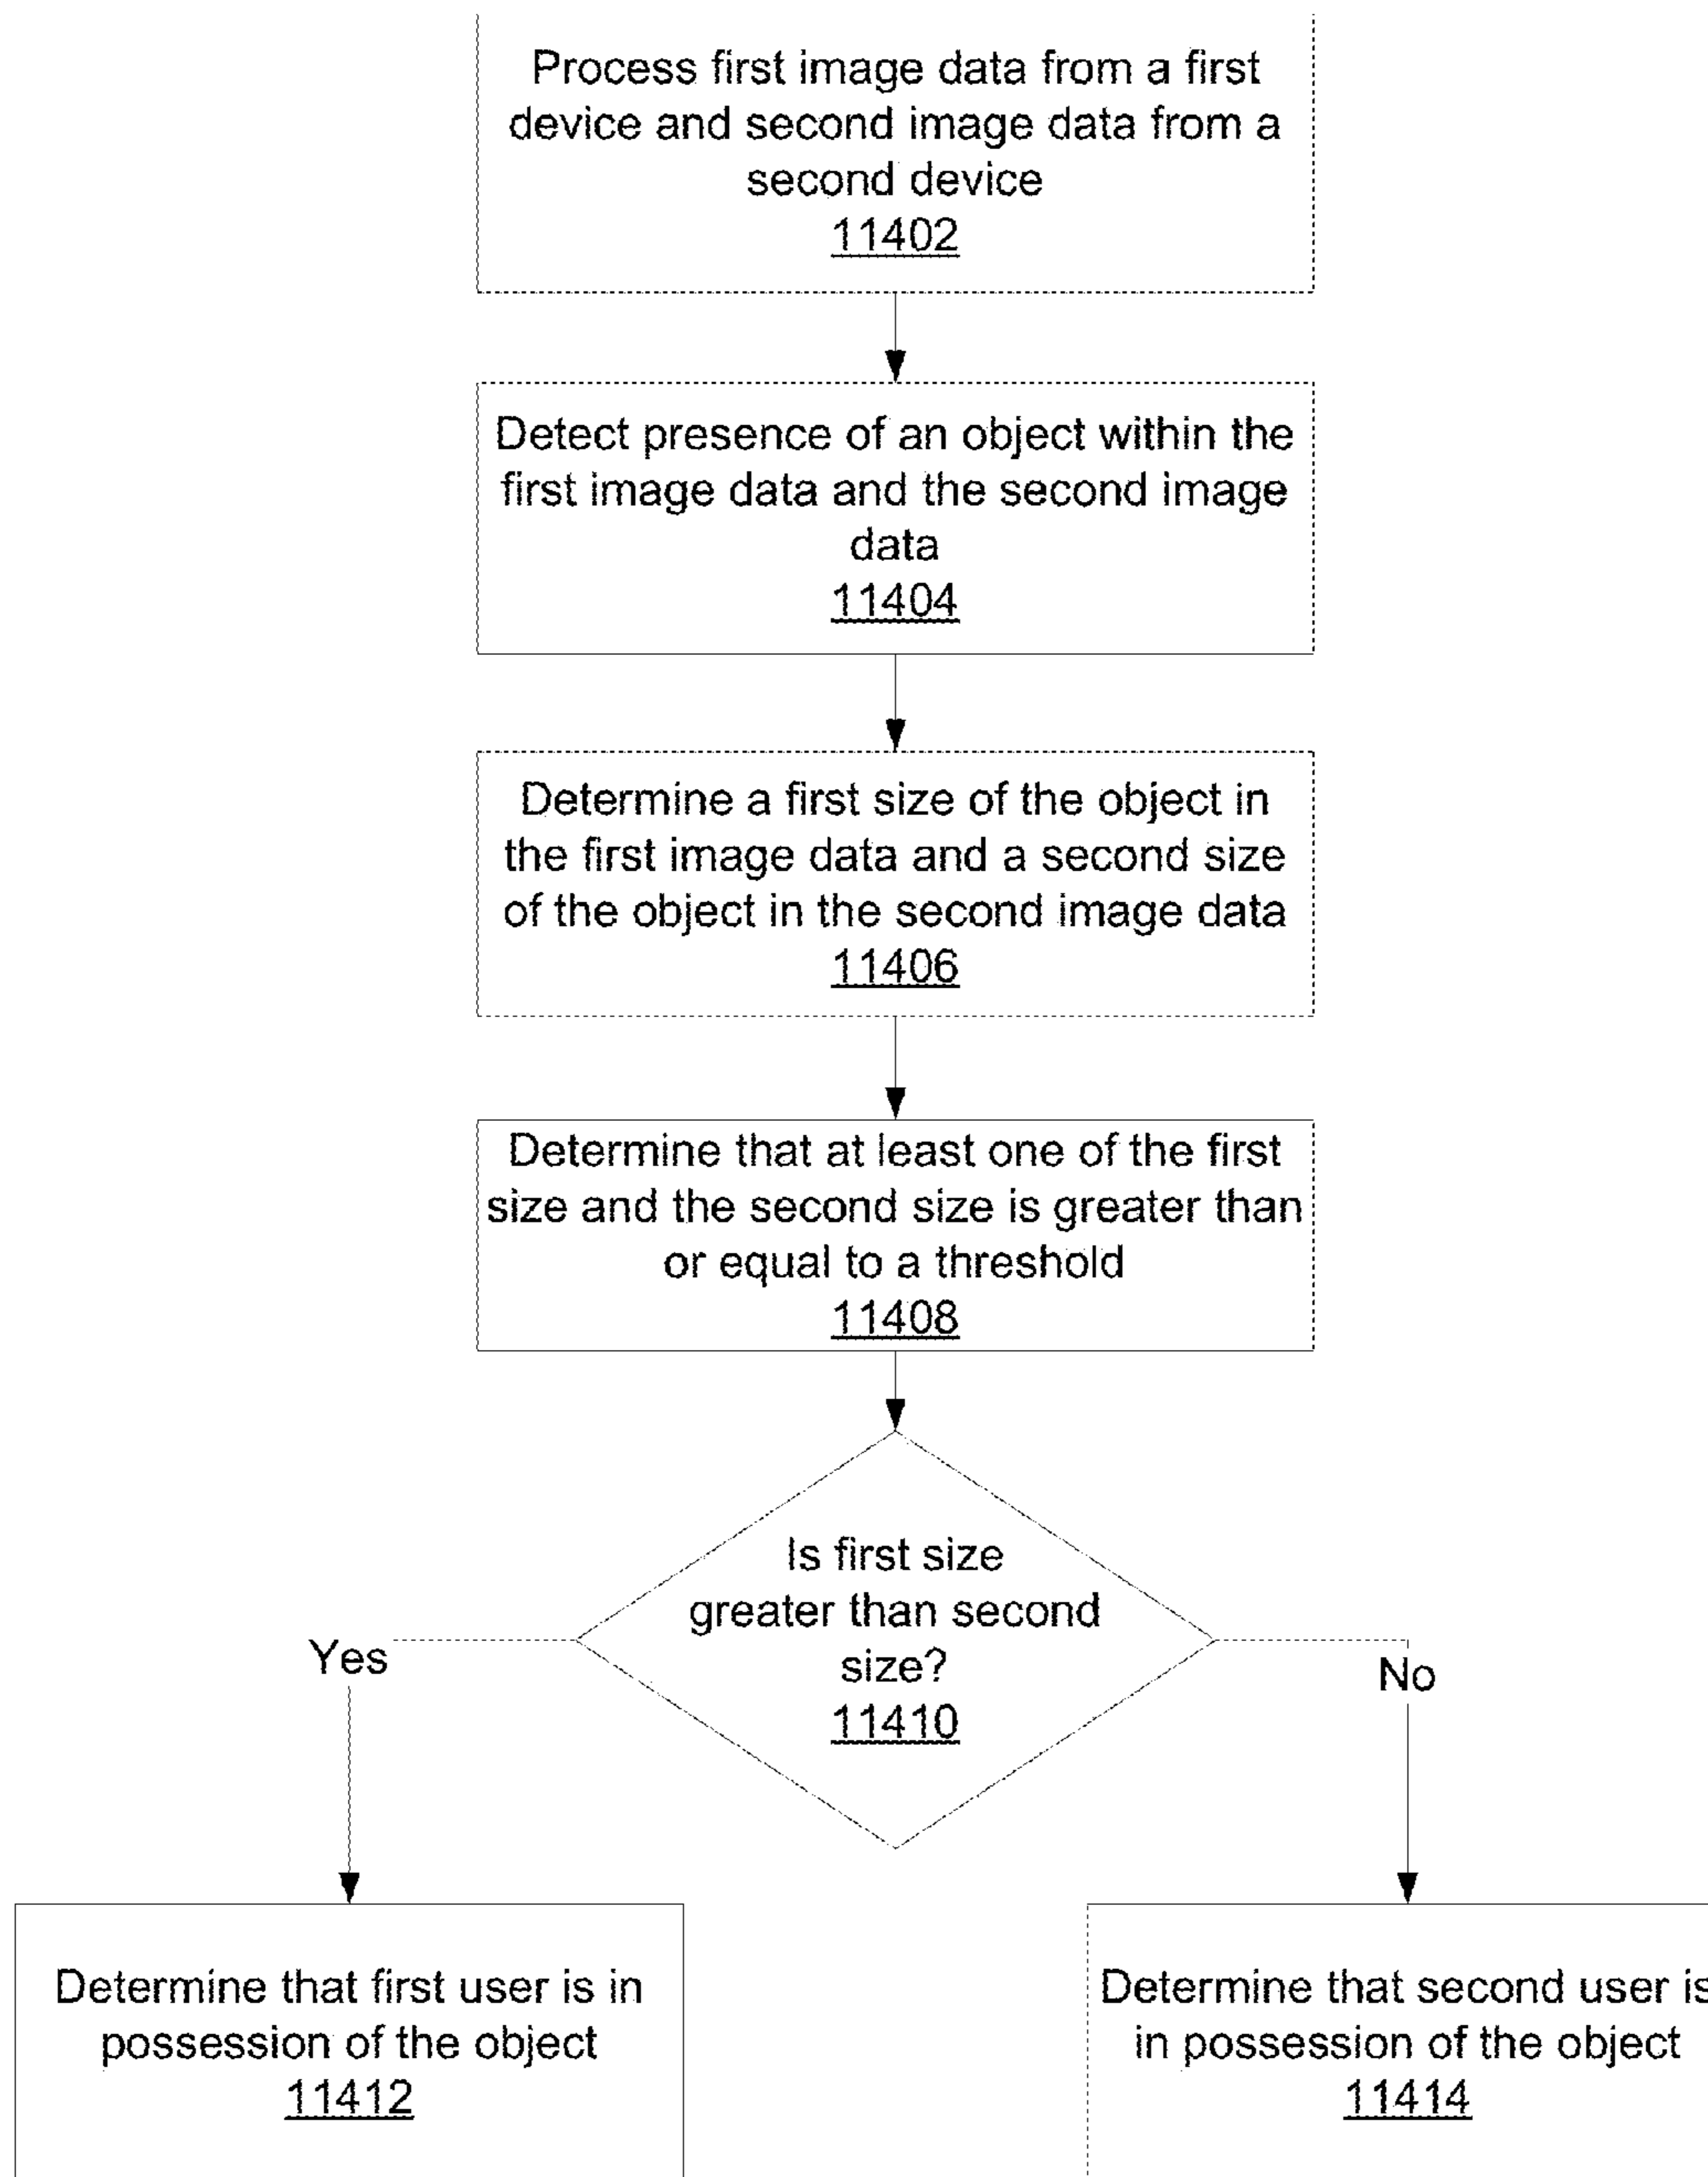 Process first image data from a first
device and second image data from a
second device
11402
Detect presence of an object within the
first image data and the second image
data
11404
Determine a first size of the object in
the first image data and a second size
of the object in the second image data
11406
Determine that at least one of the first
size and the second size is greater than
or equal to a threshold
11408
Is first size
greater than second
size?
11410
Yes
No
Determine that first user is in
possession of the object
11412
Determine that second user is
in possession of the object
11414